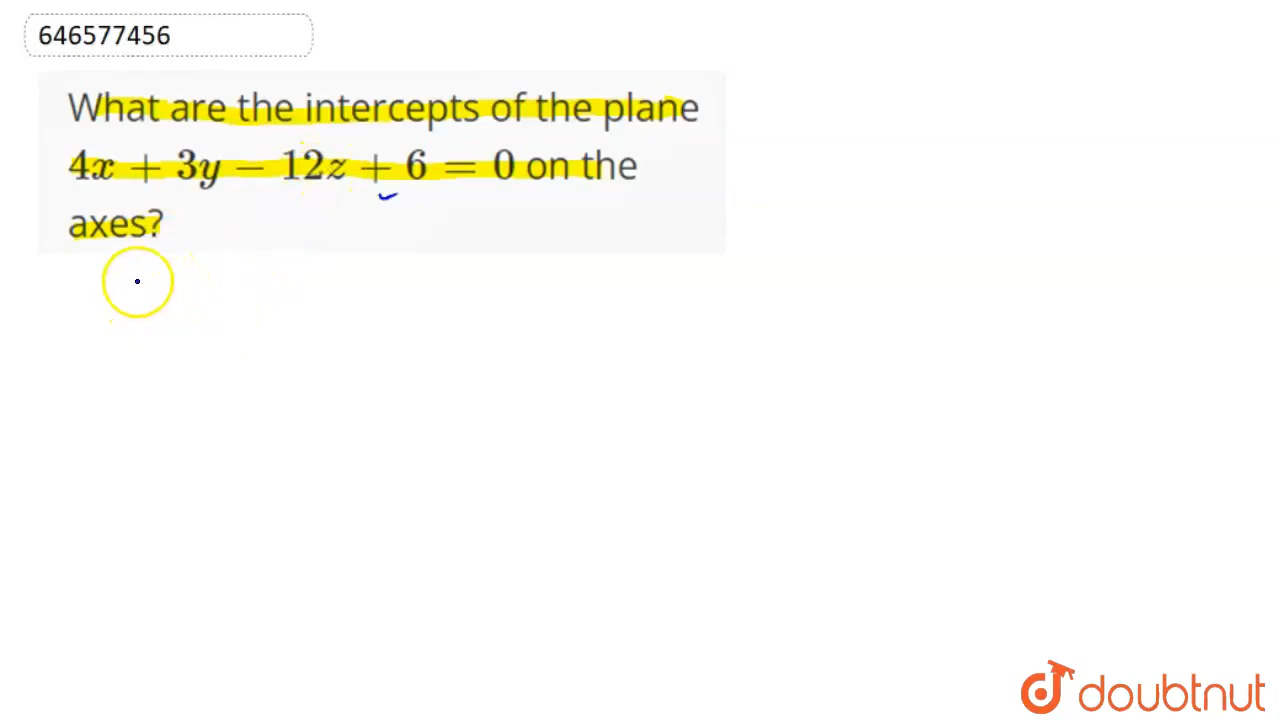 646577456
What are the intercepts of the plane
4x + 3y − 12z + 6 = 0 on the
axes?
doubtnut